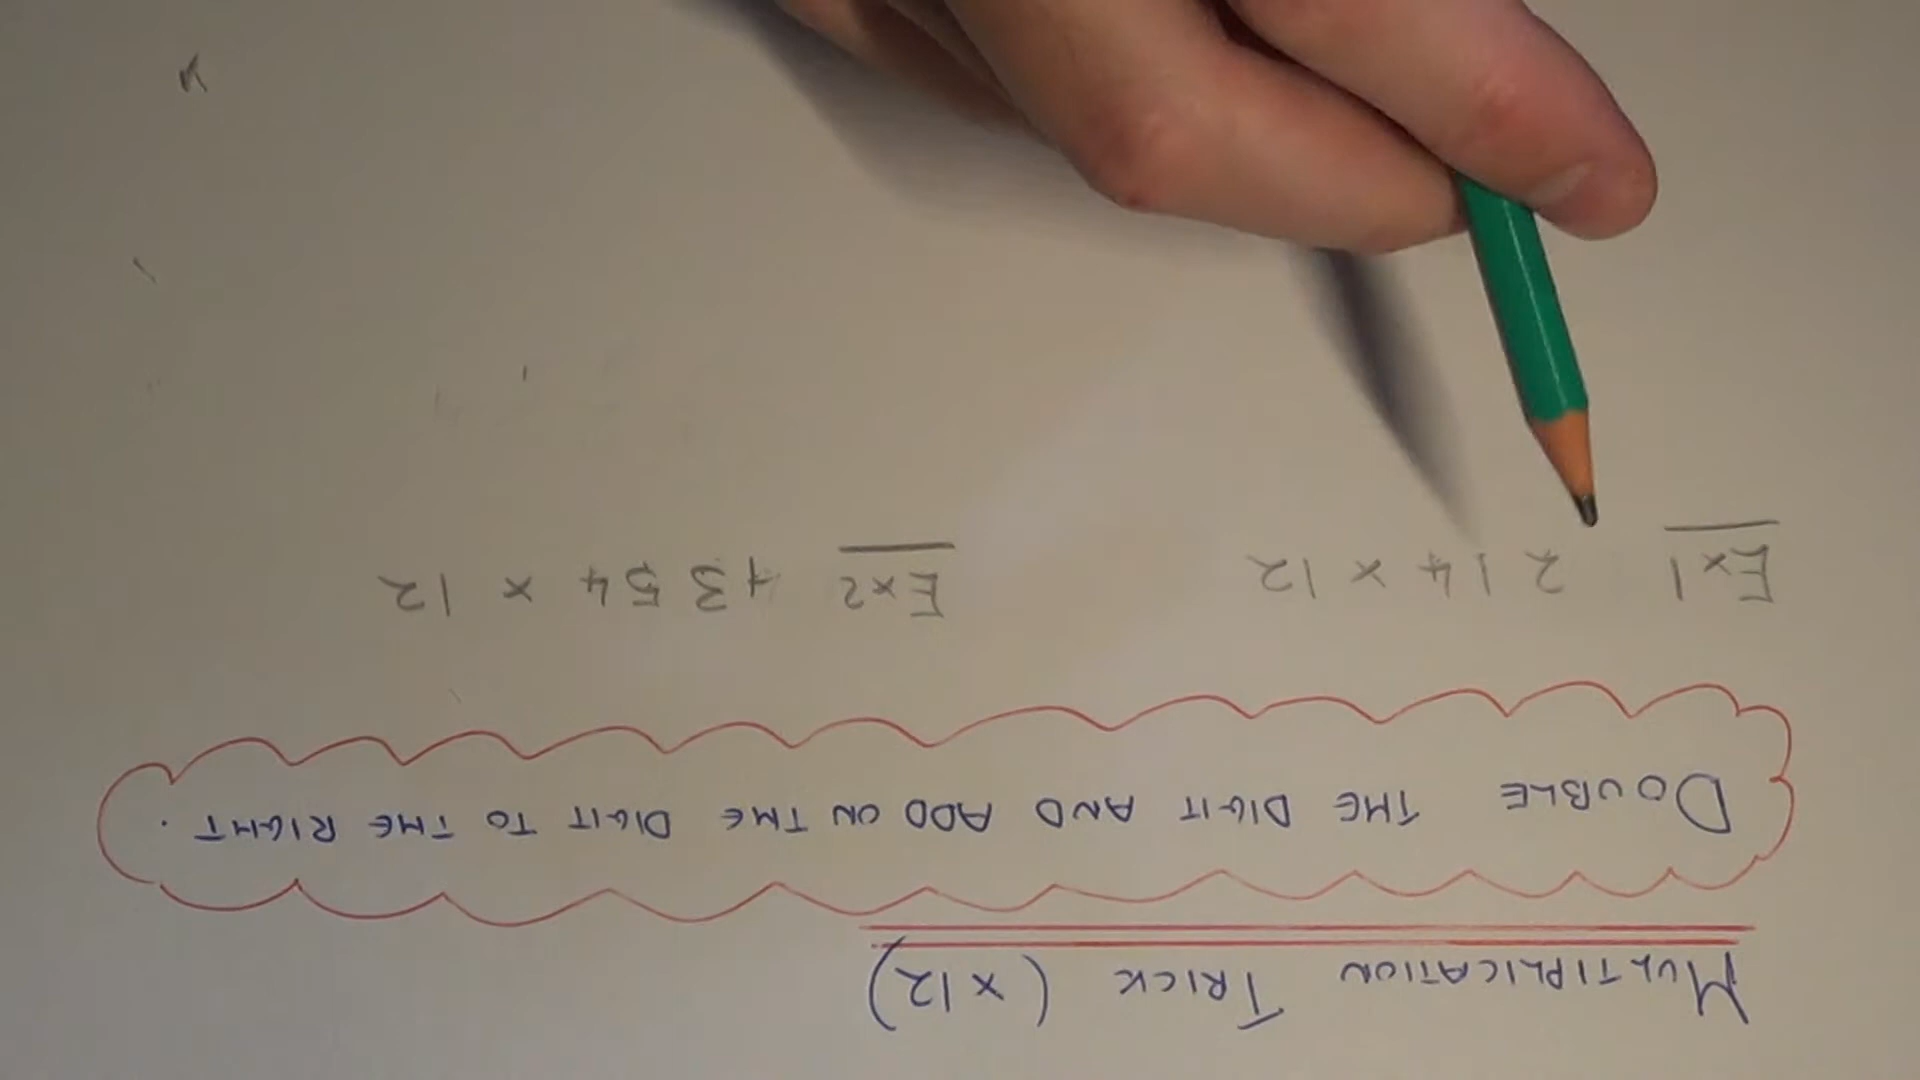 MULTIPLICATION TRICK (×12)
DOUBLE THE DIGIT AND ADD ON THE DIGIT TO THE RIGHT.
Ex1 214 × 12 Ex2 4354 × 12